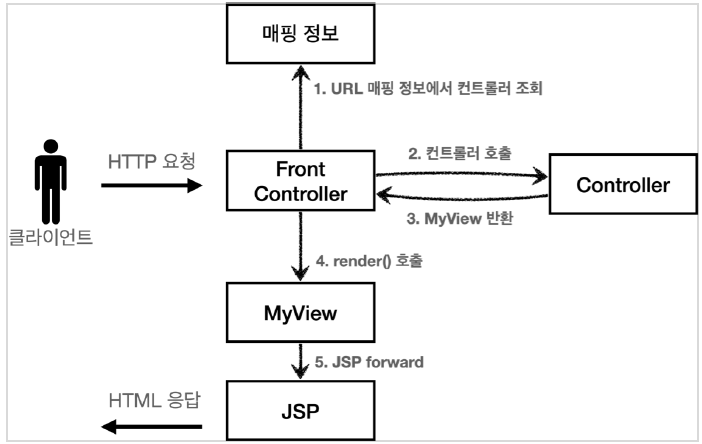 매핑 정보
1. URL 매핑 정보에서 컨트롤러 조회
HTTP 요청
Front
Controller
2. 컨트롤러 호출
Controller
3. MyView 반환
클라이언트
4. render() 호출
MyView
5. JSP forward
HTML 응답
JSP